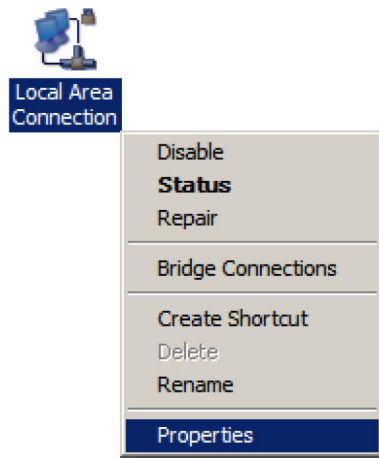 Local Area
Connection
Disable
Status
Repair
Bridge Connections
Create Shortcut
Delete
Rename
Properties